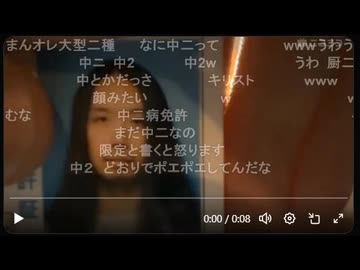 まんオレ大型二種 なに中二って wwwうわう
中二 中2 中2w うわ 厨二
中とかだっさ キリスト www
顔みたい w
むな 中二病免許
まだ中二なの
限定と書くと怒ります
中2 どおりでポエポエしてんだな
許
証
0:00 / 0:08